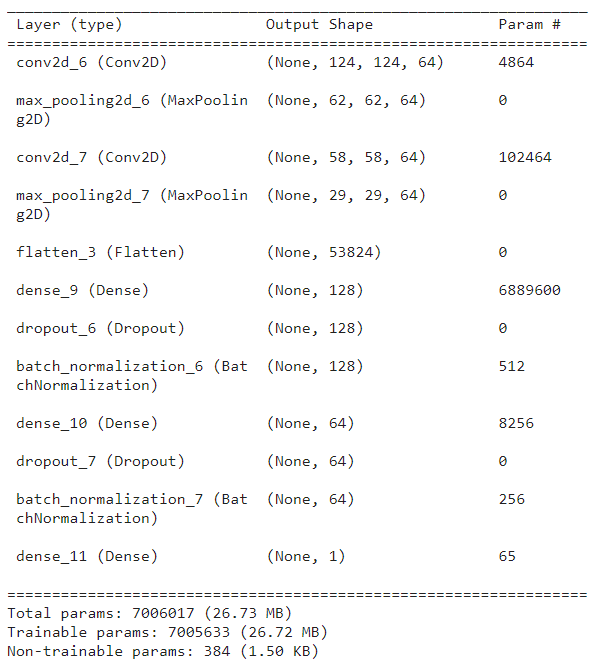 Layer (type) Output Shape Param #
conv2d_6 (Conv2D) (None, 124, 124, 64) 4864
max_pooling2d_6 (MaxPoolin (None, 62, 62, 64) 0
g2D)
conv2d_7 (Conv2D) (None, 58, 58, 64) 102464
max_pooling2d_7 (MaxPoolin (None, 29, 29, 64) 0
g2D)
flatten_3 (Flatten) (None, 53824) 0
dense_9 (Dense) (None, 128) 6889600
dropout_6 (Dropout) (None, 128) 0
batch_normalization_6 (Bat (None, 128) 512
chNormalization)
dense_10 (Dense) (None, 64) 8256
dropout_7 (Dropout) (None, 64) 0
batch_normalization_7 (Bat (None, 64) 256
chNormalization)
dense_11 (Dense) (None, 1) 65
Total params: 7006017 (26.73 MB)
Trainable params: 7005633 (26.72 MB)
Non-trainable params: 384 (1.50 KB)